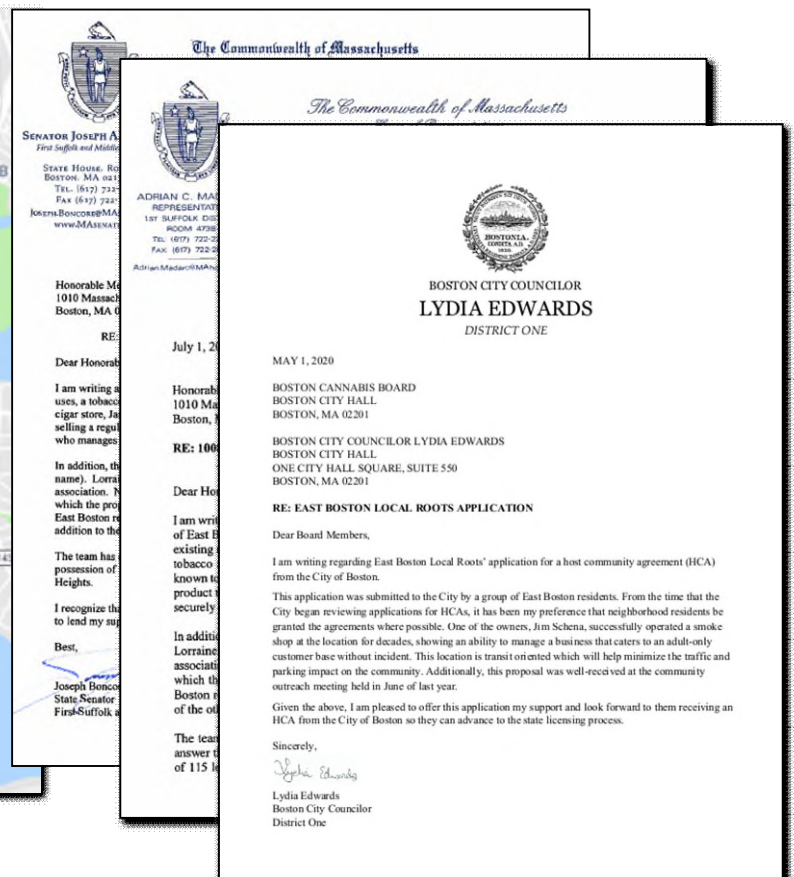 The Commonwealth of Massachusetts
SENATOR JOSEPH A.
First Suffolk and Middle
STATE HOUSE, RO
BOSTON, MA 021
TEL. (617) 722-
FAX (617) 722-
JOSEPH.BONCORE@MA
WWW.MASENAT
Honorable Me
1010 Massach
Boston, MA 0
RE:
Dear Honorab
I am writing a
uses, a tobacc
cigar store, Ja
selling a regul
who manages
In addition, th
name). Lorrai
association. N
which the prop
East Boston re
addition to the
The team has
possession of
Heights.
I recognize tha
to lend my sup
Best,
Joseph Bonco
State Senator
First Suffolk a
The Commonwealth of Massachusetts
ADRIAN C. MA
REPRESENTAT
1ST SUFFOLK DIS
ROOM 473B
TEL. (617) 722-2
FAX (617) 722-2
Adrian.Madaro@MAho
July 1, 20
Honorabl
1010 Ma
Boston, M
RE: 100
Dear Hon
I am writ
of East B
existing
tobacco
known to
product
securely
In additio
Lorraine
associati
which th
Boston r
of the ot
The team
answer t
of 115 le
BOSTONIA.
CONDITA A.D.
BOSTON CITY COUNCILOR
LYDIA EDWARDS
DISTRICT ONE
MAY 1, 2020
BOSTON CANNABIS BOARD
BOSTON CITY HALL
BOSTON, MA 02201
BOSTON CITY COUNCILOR LYDIA EDWARDS
BOSTON CITY HALL
ONE CITY HALL SQUARE, SUITE 550
BOSTON, MA 02201
RE: EAST BOSTON LOCAL ROOTS APPLICATION
Dear Board Members,
I am writing regarding East Boston Local Roots' application for a host community agreement (HCA)
from the City of Boston.
This application was submitted to the City by a group of East Boston residents. From the time that the
City began reviewing applications for HCAs, it has been my preference that neighborhood residents be
granted the agreements where possible. One of the owners, Jim Schena, successfully operated a smoke
shop at the location for decades, showing an ability to manage a business that caters to an adult-only
customer base without incident. This location is transit oriented which will help minimize the traffic and
parking impact on the community. Additionally, this proposal was well-received at the community
outreach meeting held in June of last year.
Given the above, I am pleased to offer this application my support and look forward to them receiving an
HCA from the City of Boston so they can advance to the state licensing process.
Sincerely,
Lydia Edwards
Lydia Edwards
Boston City Councilor
District One